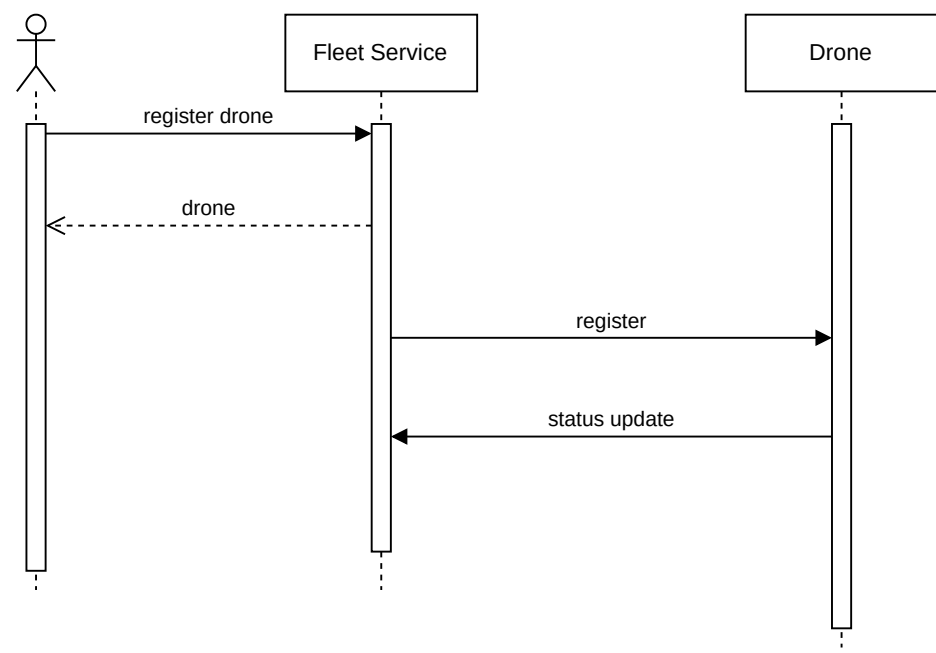 Fleet Service
Drone
register drone
drone
register
status update